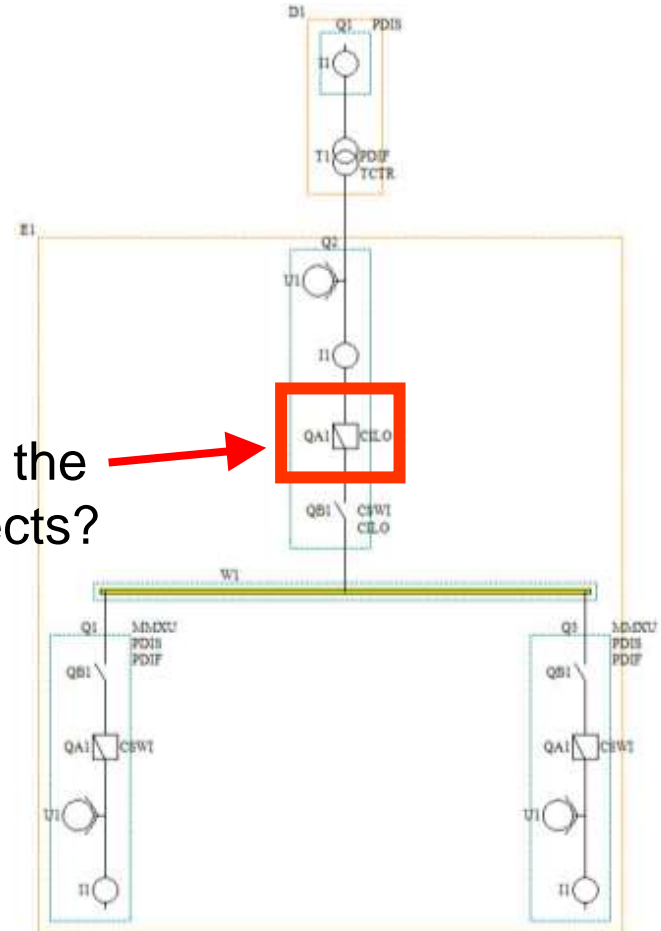 D1
Q1 PDIS
I1
T1 PDIF
TCTR
E1
Q2
U1
I1
QA1 CILO
the
ects?
QB1 CSWI
CILO
W1
Q1 MMXU
PDIS
PDIF
QB1
QA1 CSWI
U1
I1
Q3 MMXU
PDIS
PDIF
QB1
QA1 CSWI
U1
I1